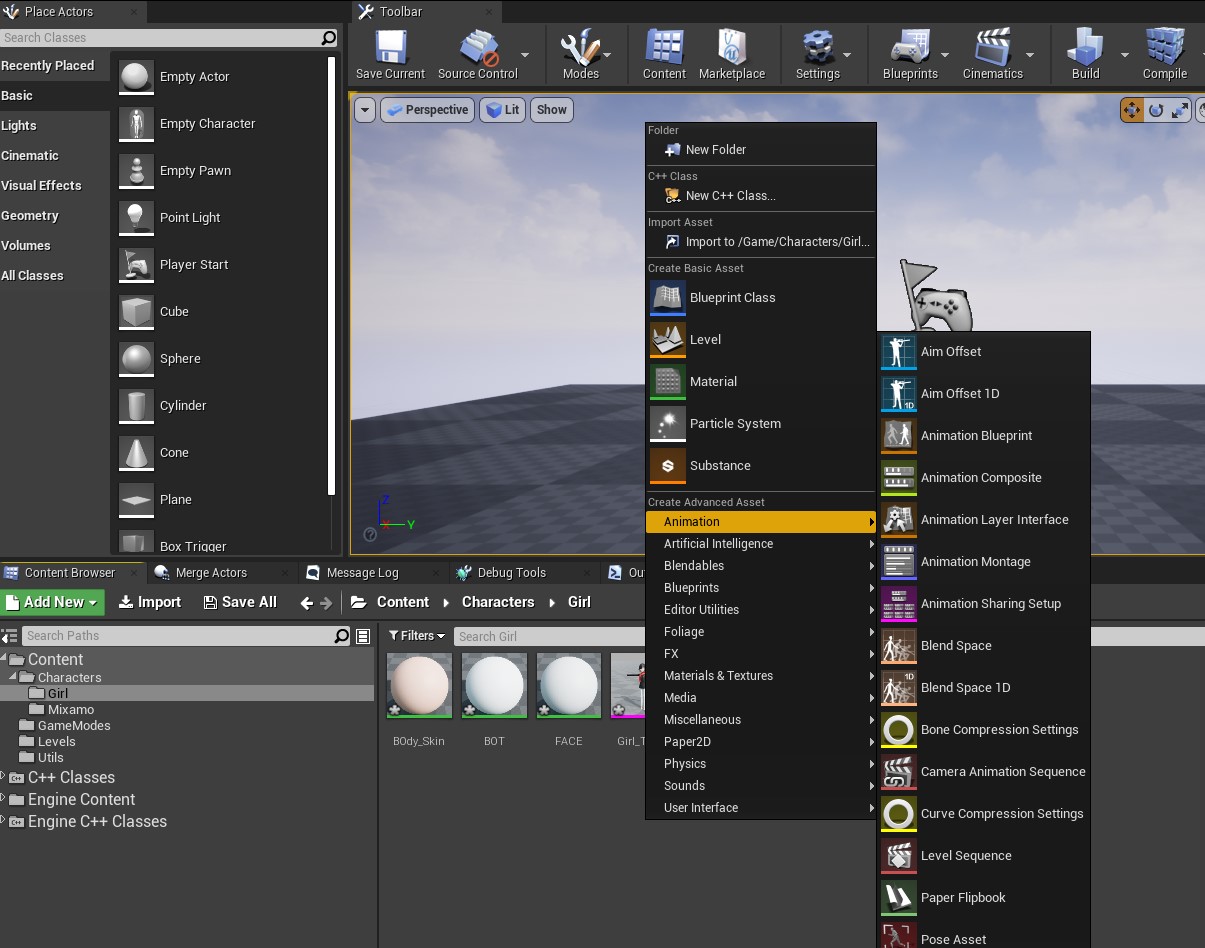 Place Actors
Toolbar
Search Classes
Recently Placed
Basic
Lights
Cinematic
Visual Effects
Geometry
Volumes
All Classes
Empty Actor
Empty Character
Empty Pawn
Point Light
Player Start
Cube
Sphere
Cylinder
Cone
Plane
Box Trigger
Save Current
Source Control
Modes
Content
Marketplace
Settings
Blueprints
Cinematics
Build
Compile
Perspective
Lit
Show
Z
X
Y
Folder
New Folder
C++ Class
New C++ Class...
Import Asset
Import to /Game/Characters/Girl...
Create Basic Asset
Blueprint Class
Level
Material
Particle System
Substance
Create Advanced Asset
Animation
Artificial Intelligence
Blendables
Blueprints
Editor Utilities
Foliage
FX
Materials & Textures
Media
Miscellaneous
Paper2D
Physics
Sounds
User Interface
Aim Offset
1D
Aim Offset 1D
Animation Blueprint
Animation Composite
Animation Layer Interface
Animation Montage
Animation Sharing Setup
Blend Space
1D
Blend Space 1D
Bone Compression Settings
Camera Animation Sequence
Curve Compression Settings
Level Sequence
Paper Flipbook
Pose Asset
Content Browser
Merge Actors
Message Log
Debug Tools
Ou
Add New
Import
Save All
Content
Characters
Girl
Search Paths
Filters
Search Girl
Content
Characters
Girl
Mixamo
GameModes
Levels
Utils
C++ Classes
Engine Content
Engine C++ Classes
BOdy_Skin
BOT
FACE
Girl_T